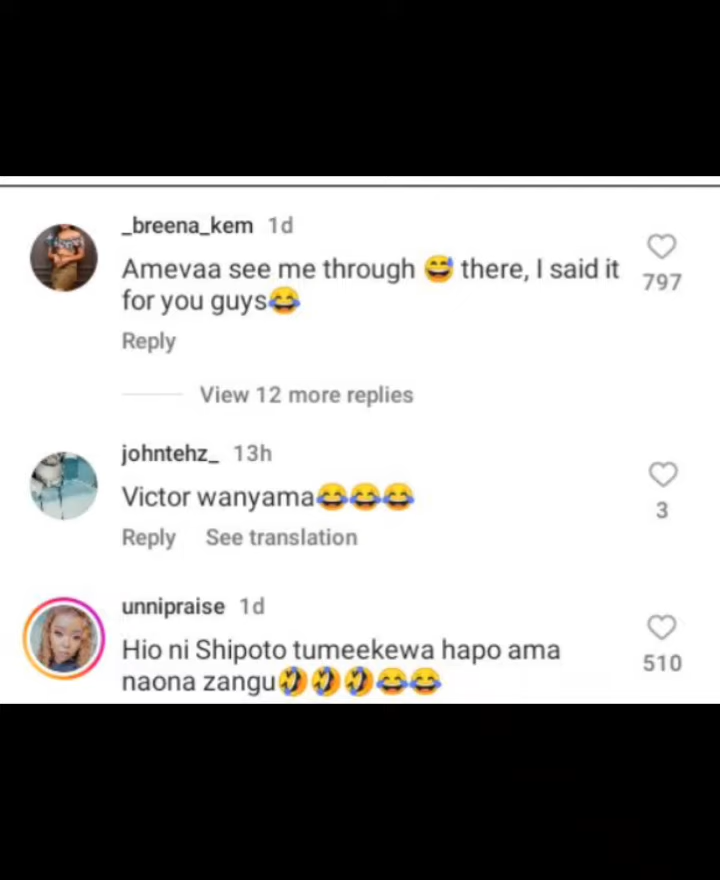 _breena_kem 1d
Amevaa see me through 😅 there, I said it
for you guys😂
797
Reply
View 12 more replies
johntehz_ 13h
Victor wanyama😂😂😂
3
Reply See translation
unnipraise 1d
Hio ni Shipoto tumeekewa hapo ama
naona zangu🤣🤣🤣😂😂
510